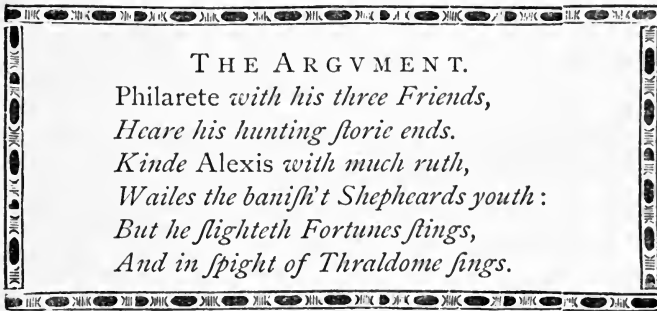 THE ARGVMENT.
Philarete with his three Friends,
Heare his hunting ſtorie ends.
Kinde Alexis with much ruth,
Wailes the baniſh't Shepheards youth :
But he ſlighteth Fortunes ſtings,
And in ſpight of Thraldome ſings.